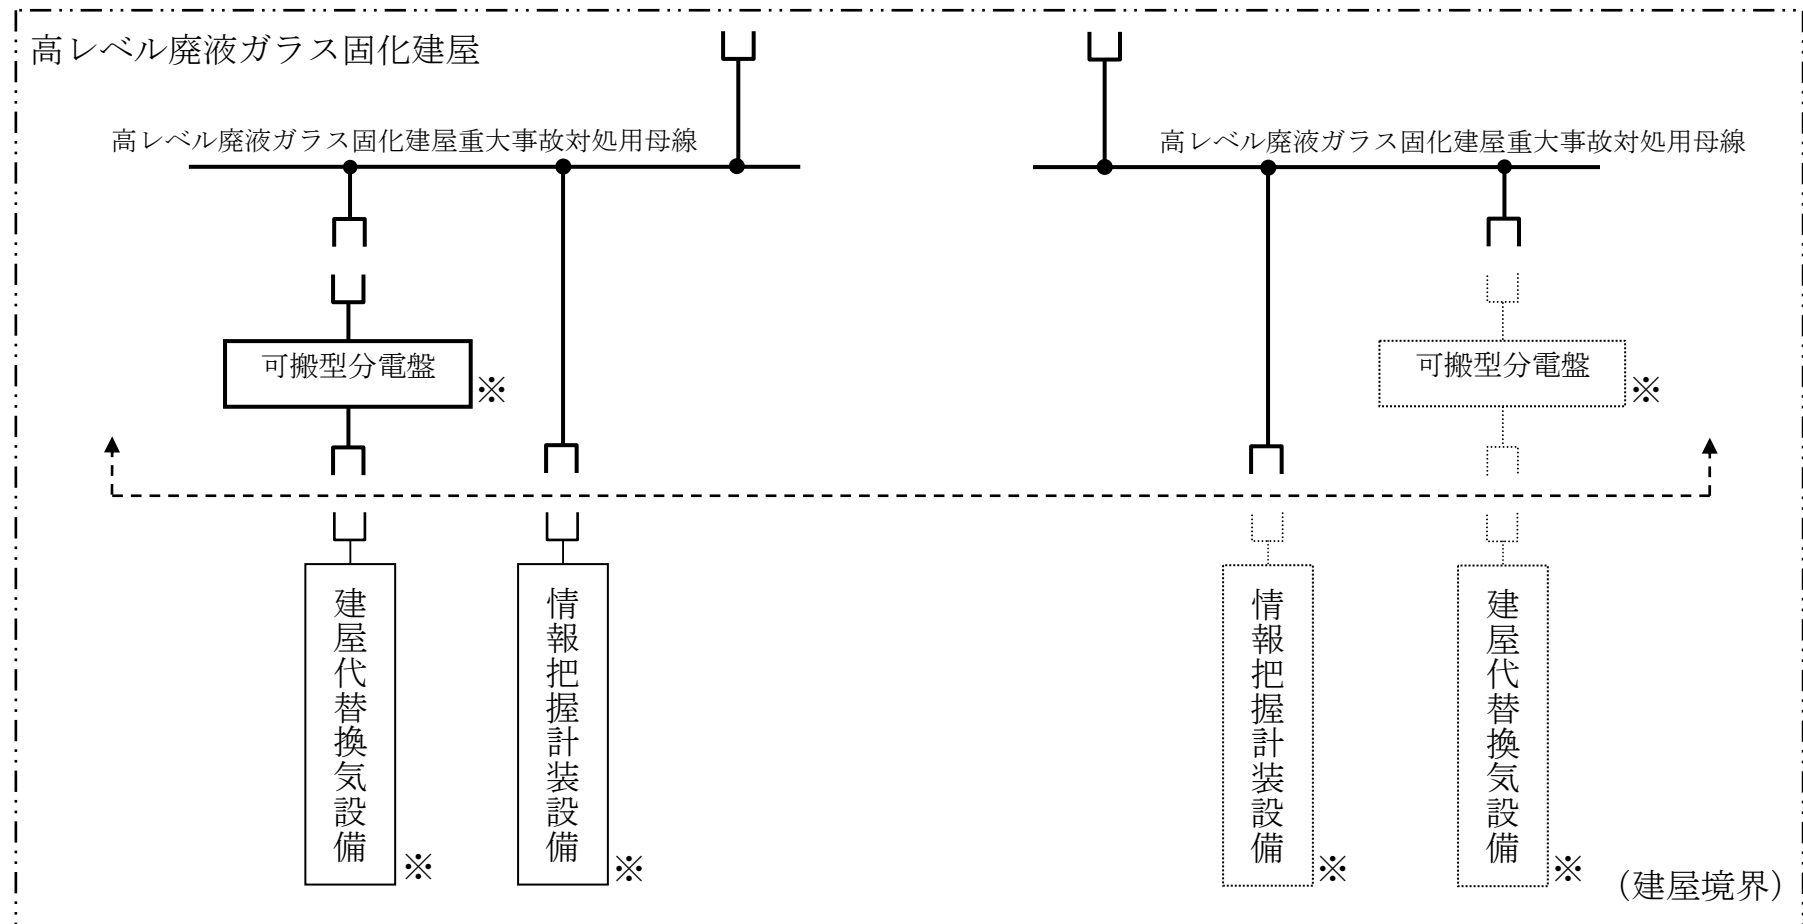 高レベル廃液ガラス固化建屋
高レベル廃液ガラス固化建屋重大事故対処用母線
高レベル廃液ガラス固化建屋重大事故対処用母線
可搬型分電盤
※
可搬型分電盤
※
建屋代替換気設備
※
情報把握計装設備
※
情報把握計装設備
※
建屋代替換気設備
※
（建屋境界）